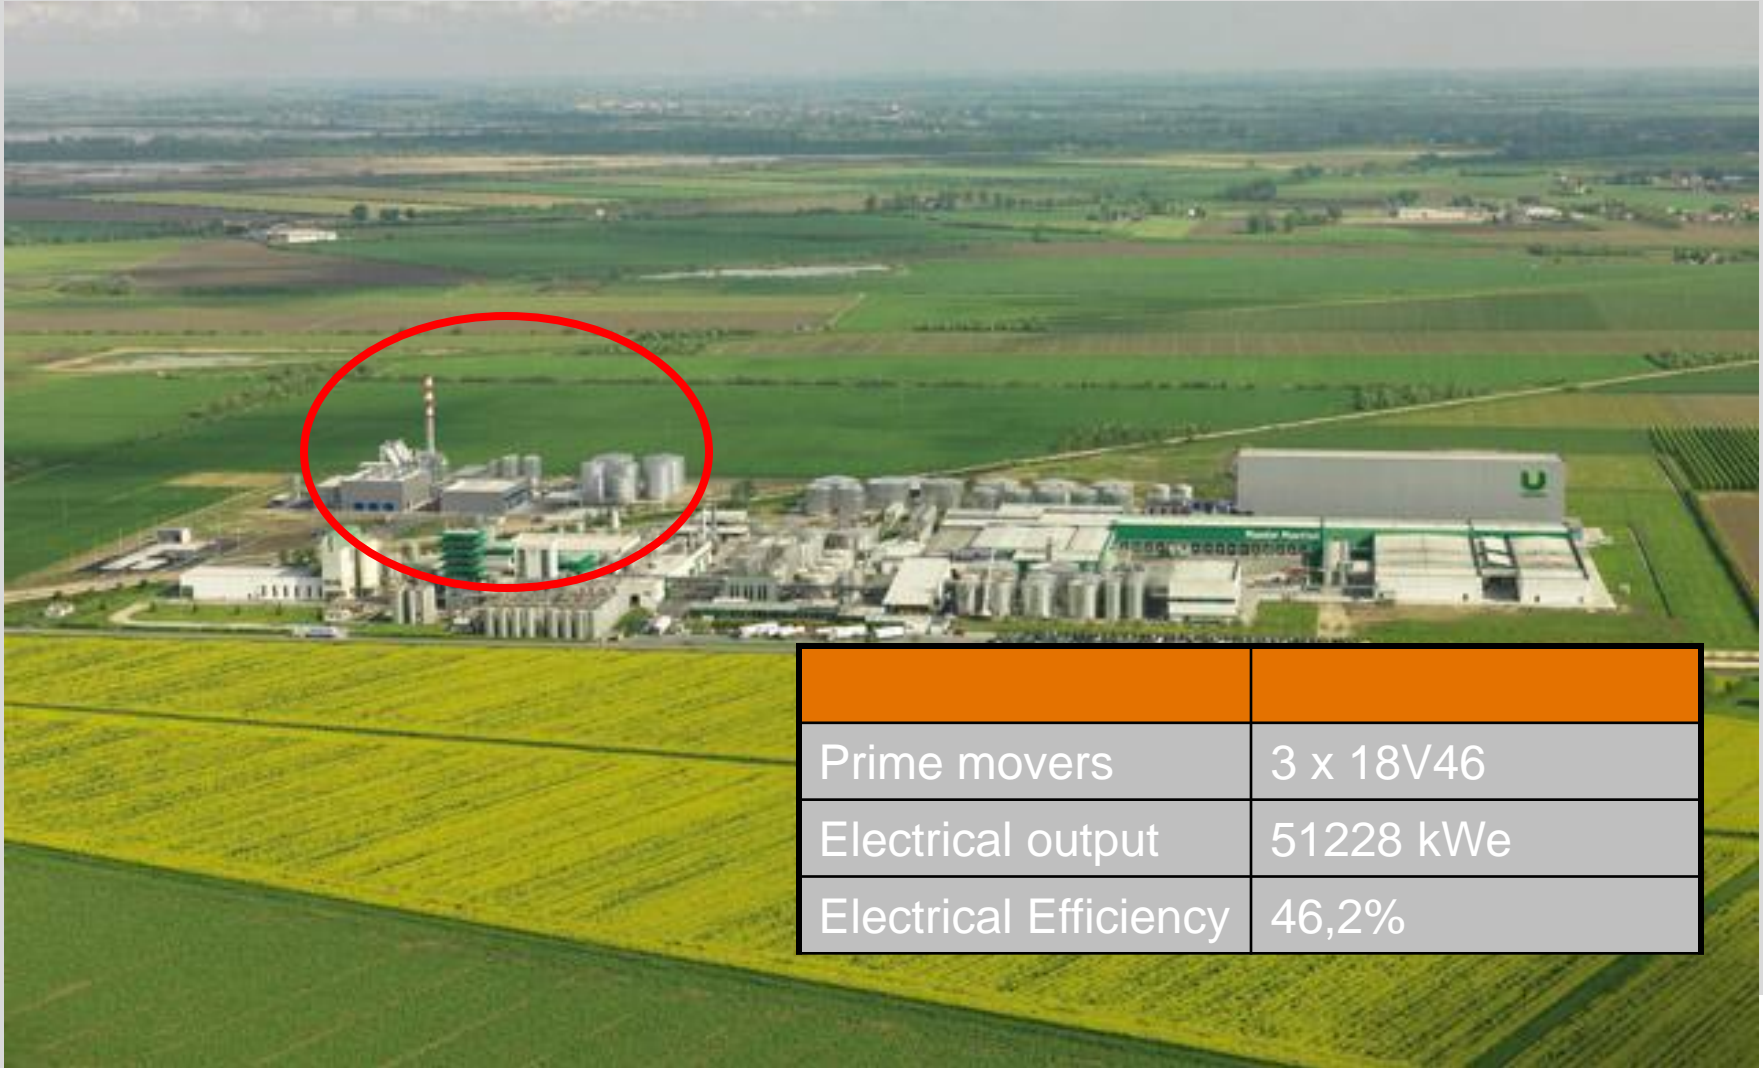 Prime movers 3 x 18V46
Electrical output 51228 kWe
Electrical Efficiency 46,2%